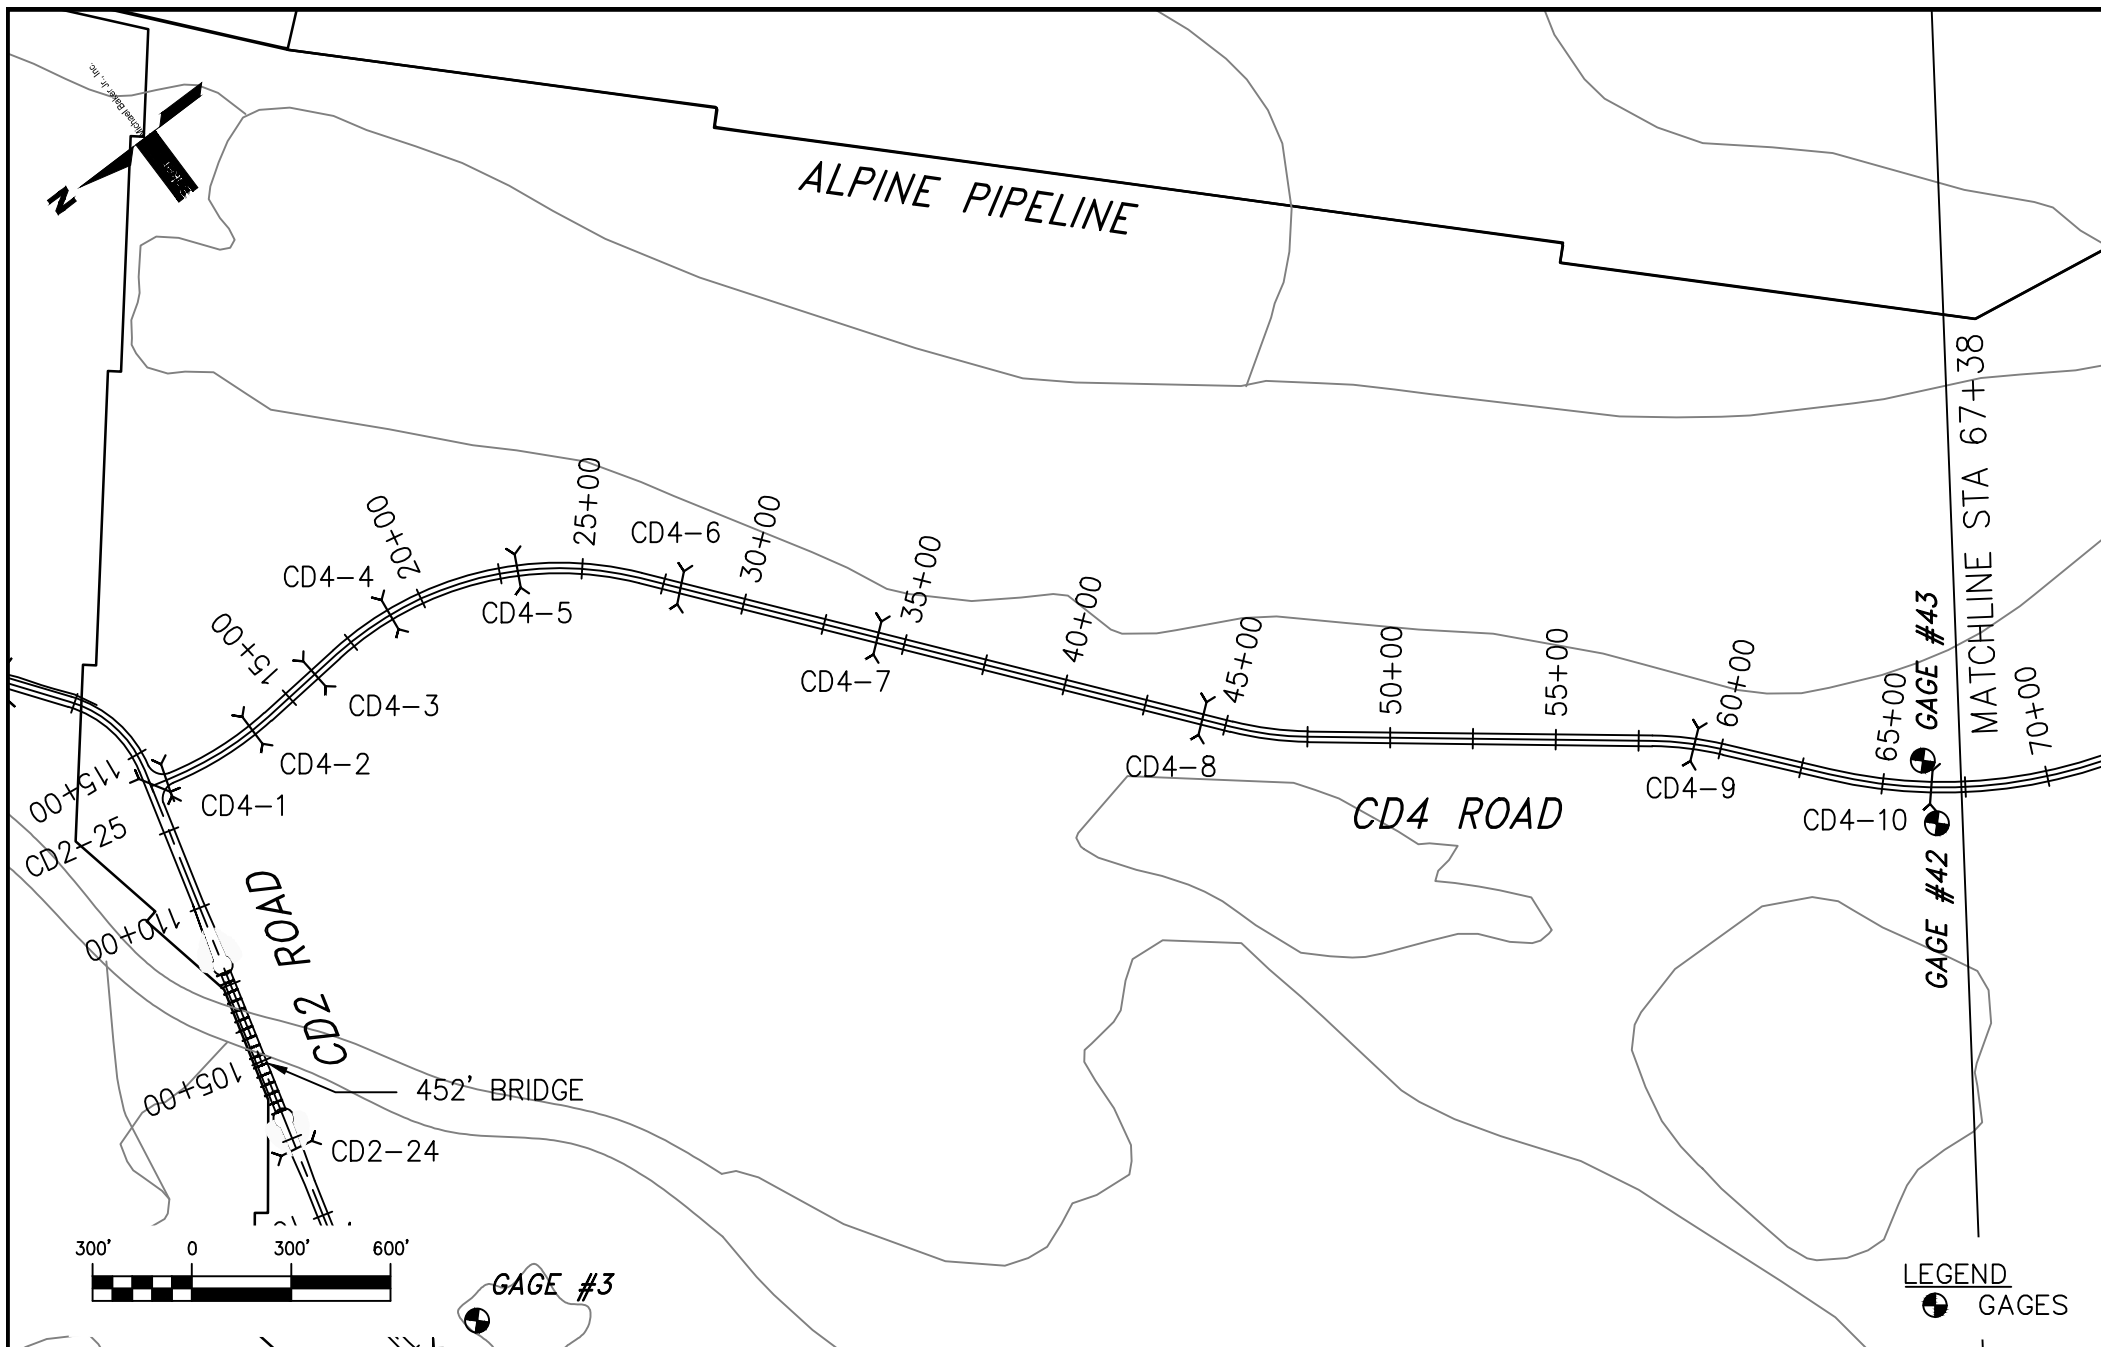 Michael Baker Jr., Inc.
N
ALPINE PIPELINE
MATCHLINE STA 67+38
15+00
20+00
25+00
30+00
35+00
40+00
45+00
50+00
55+00
60+00
65+00
70+00
CD4-1
CD4-2
CD4-3
CD4-4
CD4-5
CD4-6
CD4-7
CD4-8
CD4-9
CD4-10
GAGE #43
GAGE #42
CD4 ROAD
115+00
CD2-25
110+00
CD2 ROAD
105+00
452' BRIDGE
CD2-24
300' 0 300' 600'
GAGE #3
LEGEND
GAGES